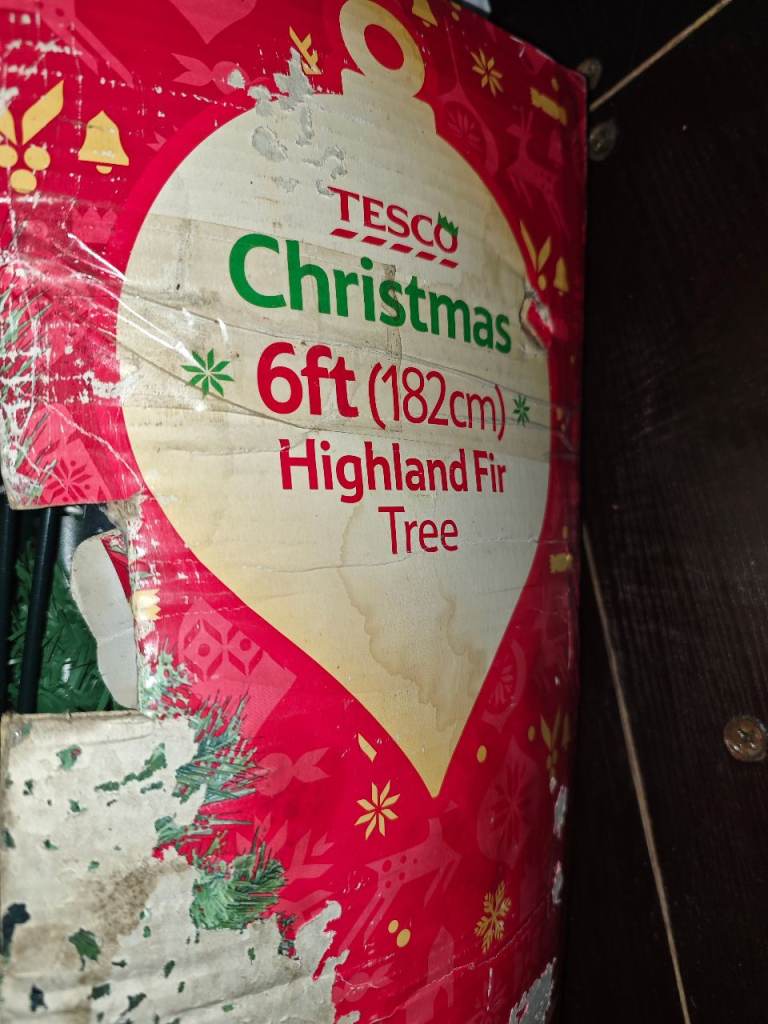 TESCO
Christmas
6ft (182cm)
Highland Fir
Tree